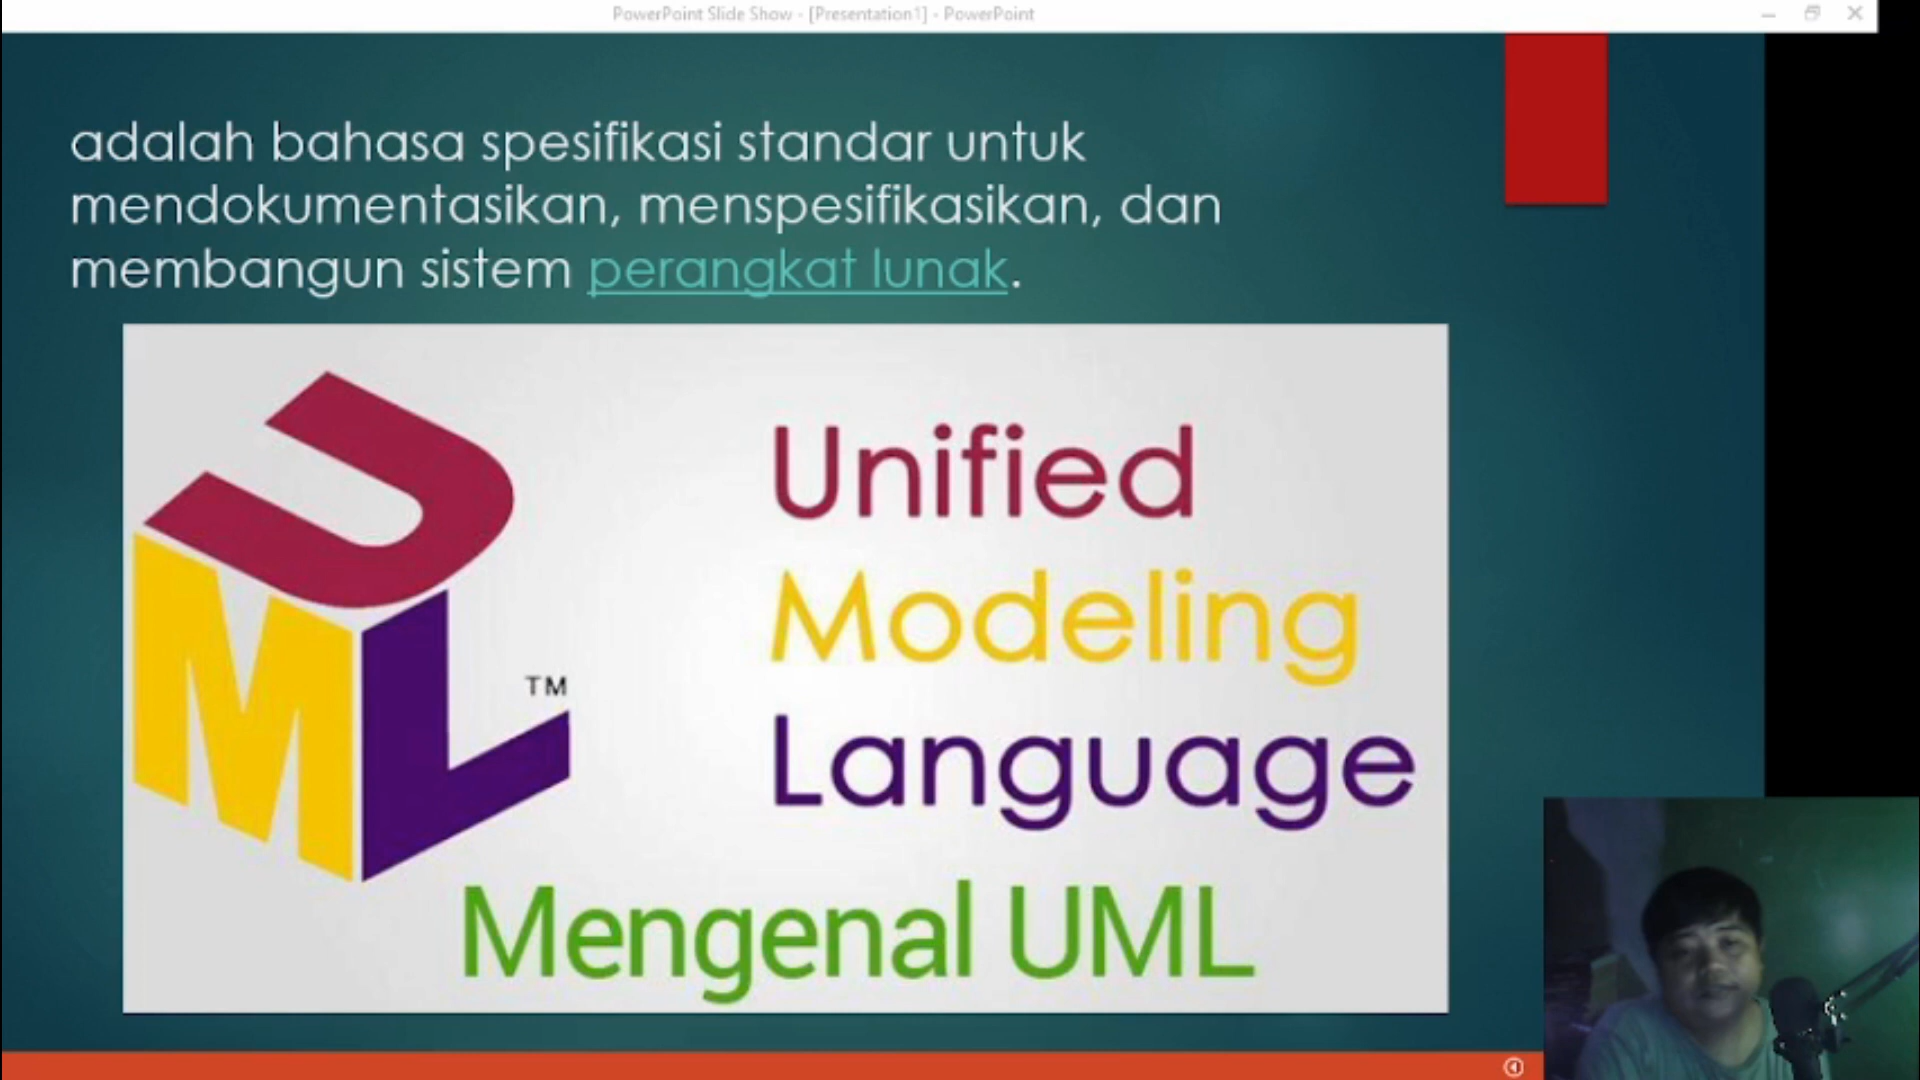 PowerPoint Slide Show - [Presentation1] - PowerPoint
adalah bahasa spesifikasi standar untuk
mendokumentasikan, menspesifikasikan, dan
membangun sistem perangkat lunak.
UML
TM
Unified
Modeling
Language
Mengenal UML